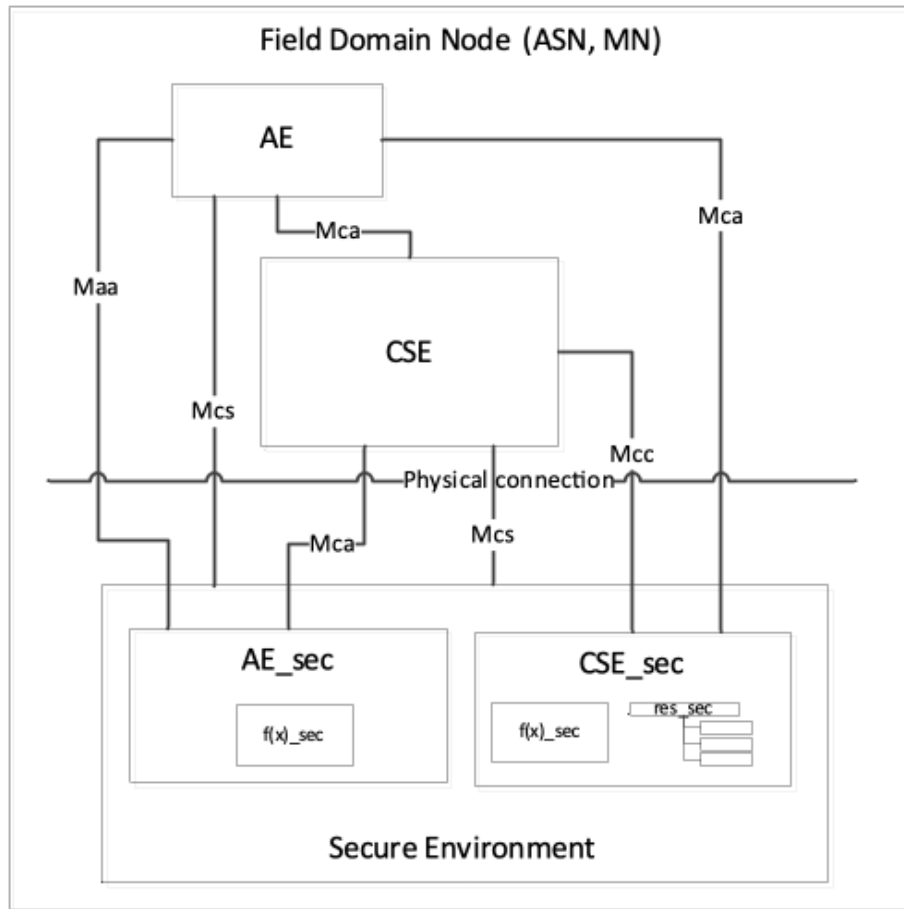 Field Domain Node (ASN, MN)
AE
Mca
Mca
Maa
CSE
Mcs
Mcc
Physical connection
Mca
Mcs
AE_sec
CSE_sec
f(x)_sec
f(x)_sec
res_sec
Secure Environment